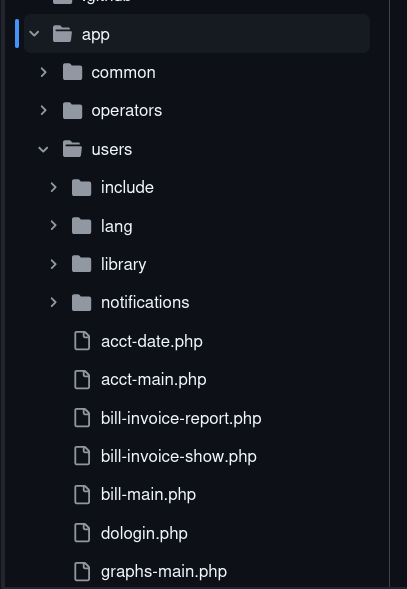 app
common
operators
users
include
lang
library
notifications
acct-date.php
acct-main.php
bill-invoice-report.php
bill-invoice-show.php
bill-main.php
dologin.php
graphs-main.php